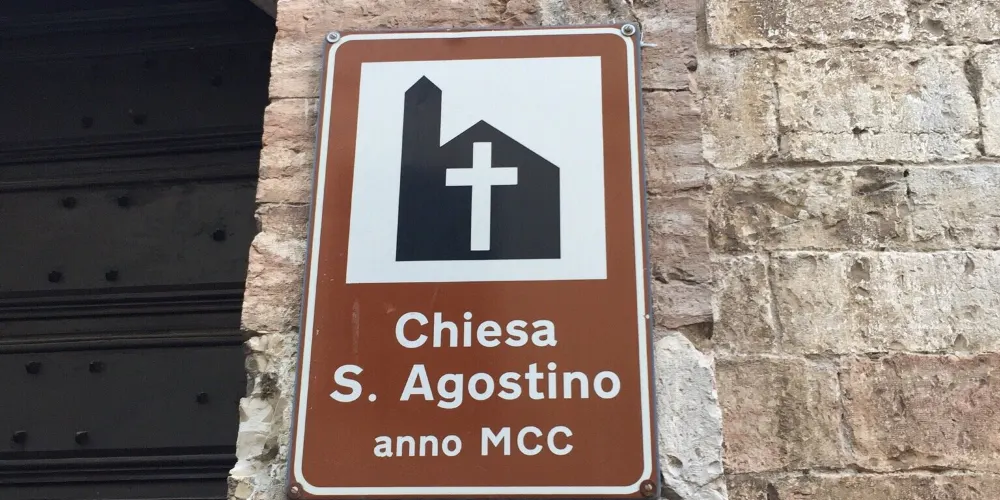 Chiesa
S. Agostino
anno MCC